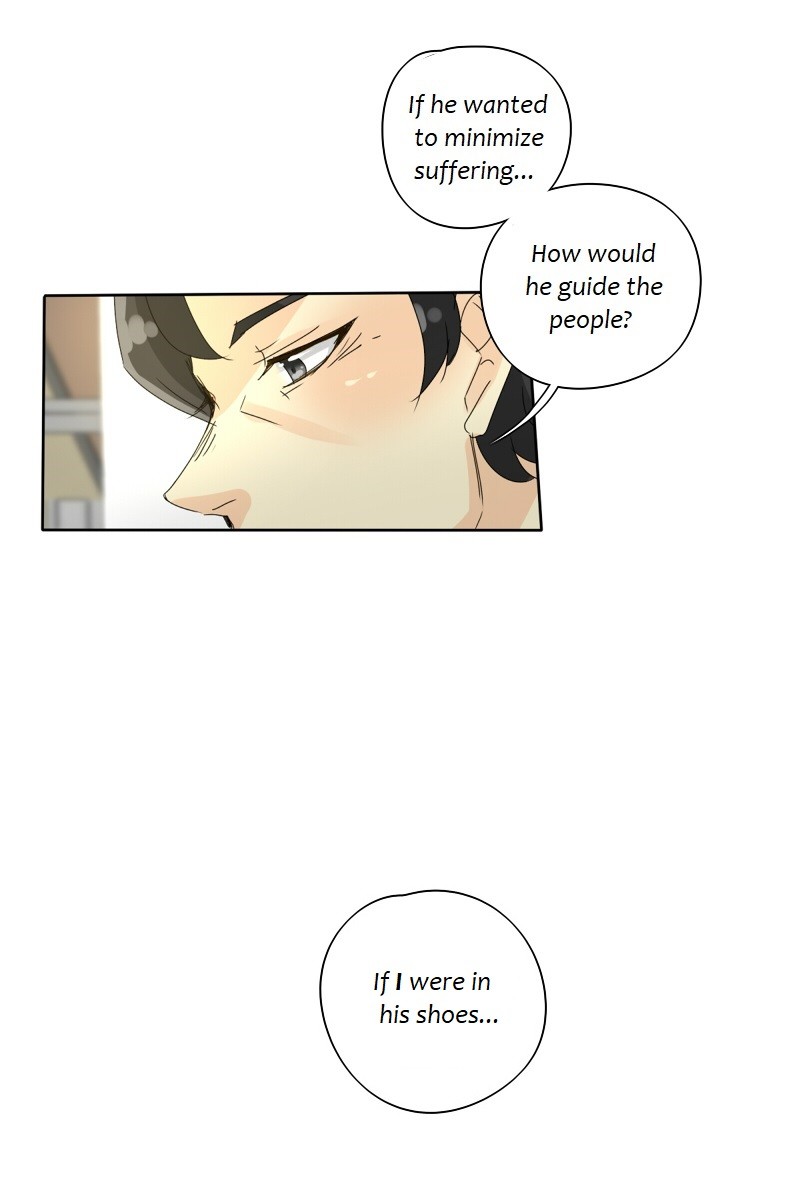 If he wanted
to minimize
suffering...
How would
he guide the
people?
If I were in
his shoes...